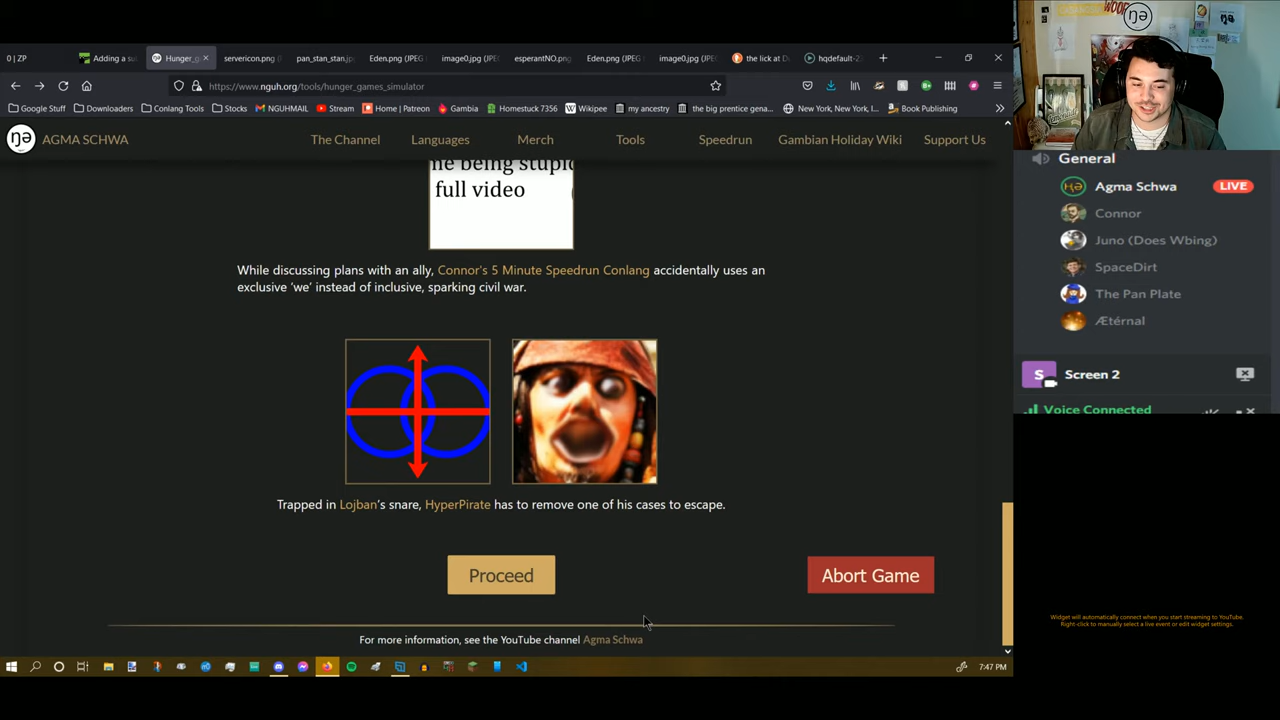 0 | ZP
Adding a su
Hunger_g
servericon.png (
pan_stan_stan.j
Eden.png (JPEG
image0.jpg (JPE
esperantNO.png
Eden.png (JPEG
image0.jpg (JPE
the lick at Du
hqdefault-2
https://www.nguh.org/tools/hunger_games_simulator
Google Stuff
Conlang Tools
Stocks
NGUHMAIL
Stream
Home | Patreon
Gambia
Homestuck 7356
Wikipee
my ancestry
the big prentice gena...
New York, New York, ...
Book Publishing
ŋə
AGMA SCHWA
The Channel
Languages
Merch
Tools
Speedrun
Gambian Holiday Wiki
Support Us
me being stupid
full video
While discussing plans with an ally, Connor's 5 Minute Speedrun Conlang accidentally uses an
exclusive ‘we’ instead of inclusive, sparking civil war.
Trapped in Lojban's snare, HyperPirate has to remove one of his cases to escape.
Proceed
Abort Game
For more information, see the YouTube channel Agma Schwa
7:47 PM
ŋə
General
Agma Schwa
LIVE
Connor
Juno (Does Wbing)
SpaceDirt
The Pan Plate
Ætérnal
S
Screen 2
Voice Connected
Widget will automatically connect when you start streaming to YouTube.
Right-click to manually select a live event or edit widget settings.